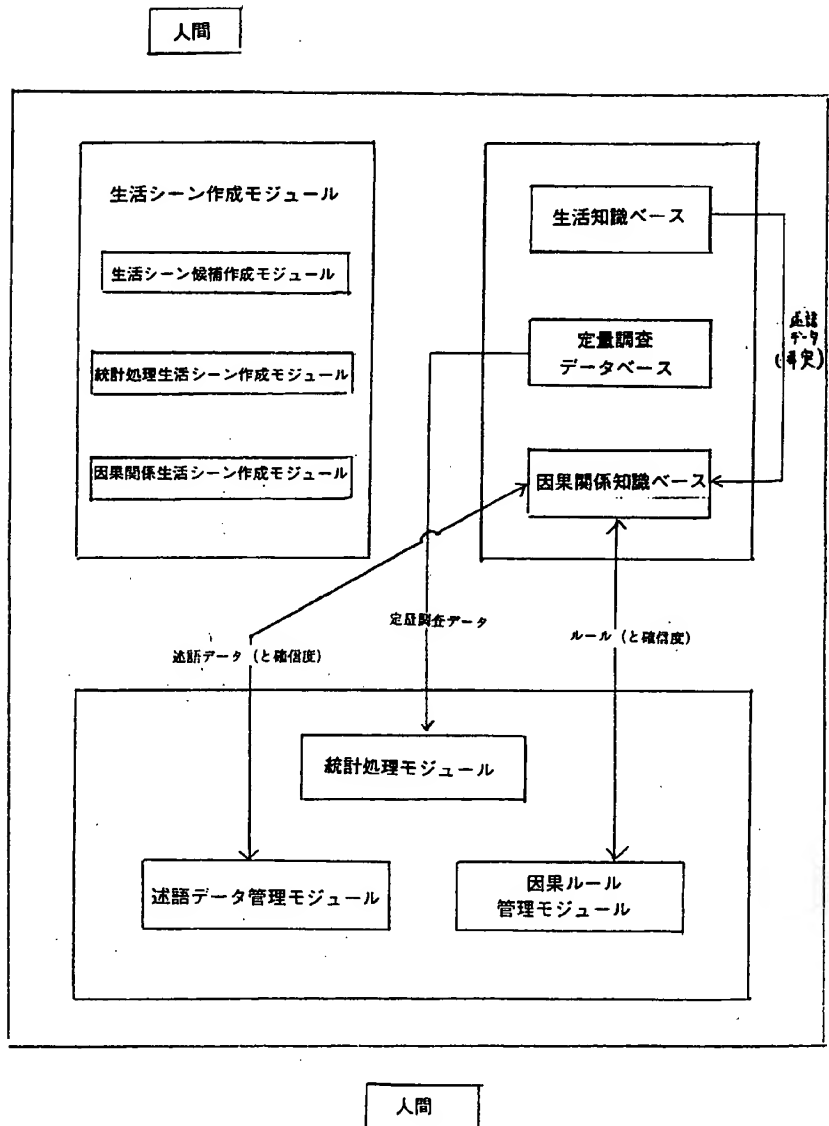 人間
生活シーン作成モジュール
生活シーン候補作成モジュール
統計処理生活シーン作成モジュール
因果関係生活シーン作成モジュール
生活知識ベース
定量調査
データベース
因果関係知識ベース
述語
データ
(事実)
述語データ(と確信度)
定量調査データ
ルール(と確信度)
統計処理モジュール
述語データ管理モジュール
因果ルール
管理モジュール
人間